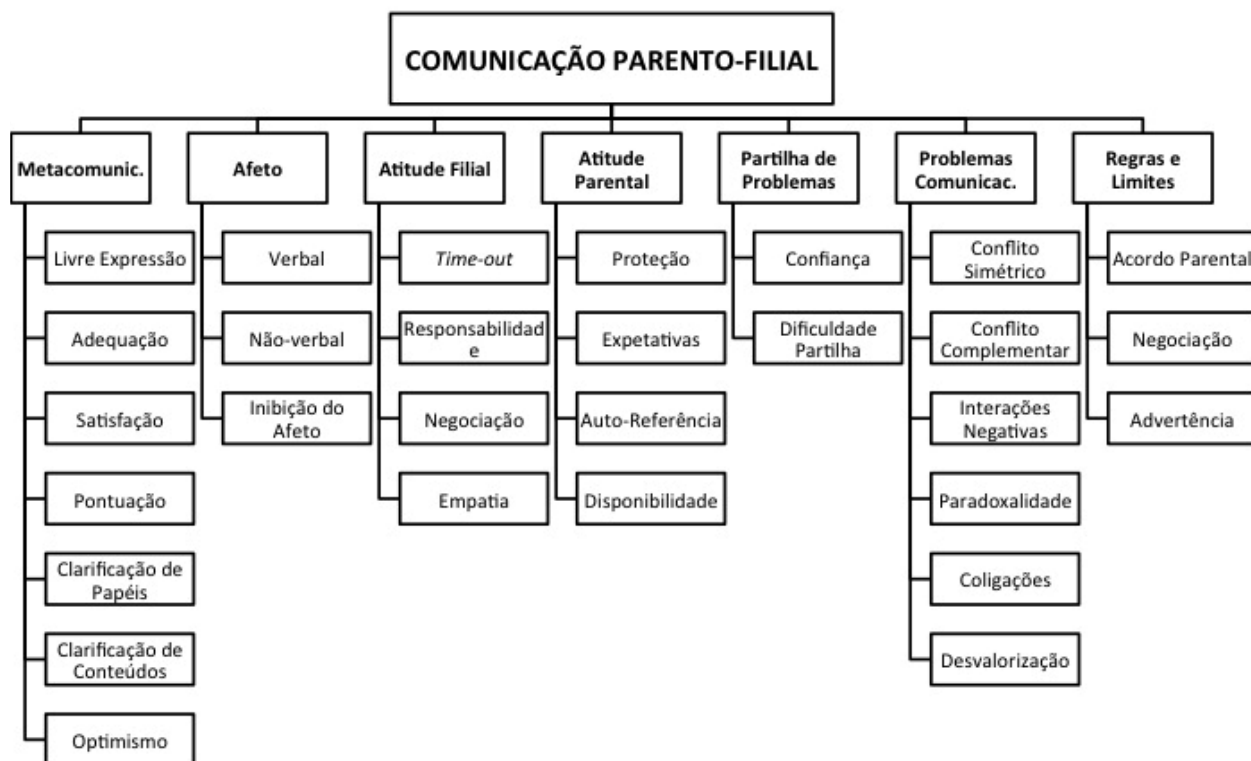 COMUNICAÇÃO PARENTO-FILIAL
Metacomunic.
Livre Expressão
Adequação
Satisfação
Pontuação
Clarificação de
Papéis
Clarificação de
Conteúdos
Optimismo
Afeto
Verbal
Não-verbal
Inibição do
Afeto
Atitude Filial
Time-out
Responsabilidad
e
Negociação
Empatia
Atitude
Parental
Proteção
Expetativas
Auto-Referência
Disponibilidade
Partilha de
Problemas
Confiança
Dificuldade
Partilha
Problemas
Comunicac.
Conflito
Simétrico
Conflito
Complementar
Interações
Negativas
Paradoxalidade
Coligações
Desvalorização
Regras e
Limites
Acordo Parental
Negociação
Advertência